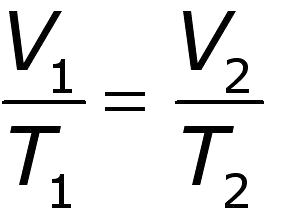 V₁/T₁ = V₂/T₂